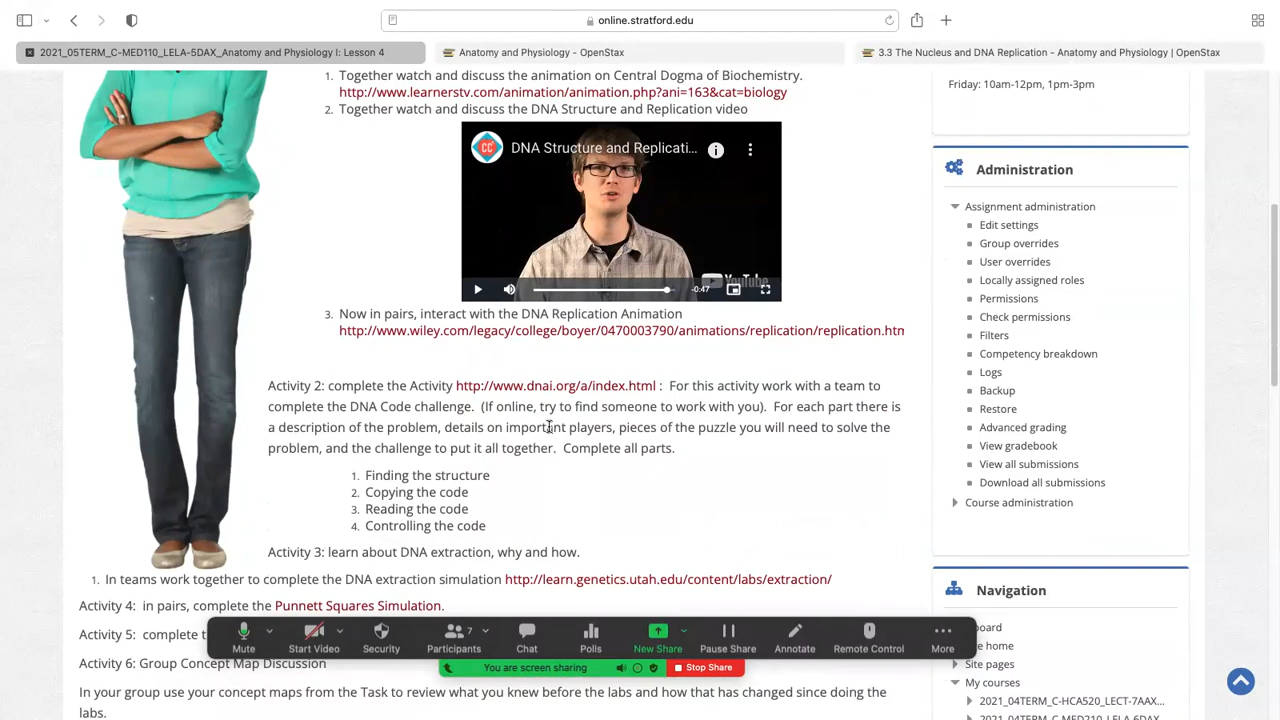 online.stratford.edu
2021_05TERM_C-MED110_LELA-5DAX_Anatomy and Physiology I: Lesson 4
Anatomy and Physiology - OpenStax
3.3 The Nucleus and DNA Replication - Anatomy and Physiology | OpenStax
1. Together watch and discuss the animation on Central Dogma of Biochemistry.
http://www.learnerstv.com/animation/animation.php?ani=163&cat=biology
2. Together watch and discuss the DNA Structure and Replication video
CC
DNA Structure and Replicati...
YouTube
-0:47
3. Now in pairs, interact with the DNA Replication Animation
http://www.wiley.com/legacy/college/boyer/0470003790/animations/replication/replication.htm
Activity 2: complete the Activity http://www.dnai.org/a/index.html : For this activity work with a team to
complete the DNA Code challenge. (If online, try to find someone to work with you). For each part there is
a description of the problem, details on important players, pieces of the puzzle you will need to solve the
problem, and the challenge to put it all together. Complete all parts.
1. Finding the structure
2. Copying the code
3. Reading the code
4. Controlling the code
Activity 3: learn about DNA extraction, why and how.
1. In teams work together to complete the DNA extraction simulation http://learn.genetics.utah.edu/content/labs/extraction/
Activity 4: in pairs, complete the Punnett Squares Simulation.
Activity 5: complete t
Activity 6: Group Concept Map Discussion
In your group use your concept maps from the Task to review what you knew before the labs and how that has changed since doing the
labs.
Friday: 10am-12pm, 1pm-3pm
Administration
Assignment administration
Edit settings
Group overrides
User overrides
Locally assigned roles
Permissions
Check permissions
Filters
Competency breakdown
Logs
Backup
Restore
Advanced grading
View gradebook
View all submissions
Download all submissions
Course administration
Navigation
board
e home
Site pages
My courses
2021_04TERM_C-HCA520_LECT-7AAX...
2021_04TERM_C-MED210_LELA-6DAX
Mute
Start Video
Security
7
Participants
Chat
Polls
New Share
Pause Share
Annotate
Remote Control
More
You are screen sharing
Stop Share